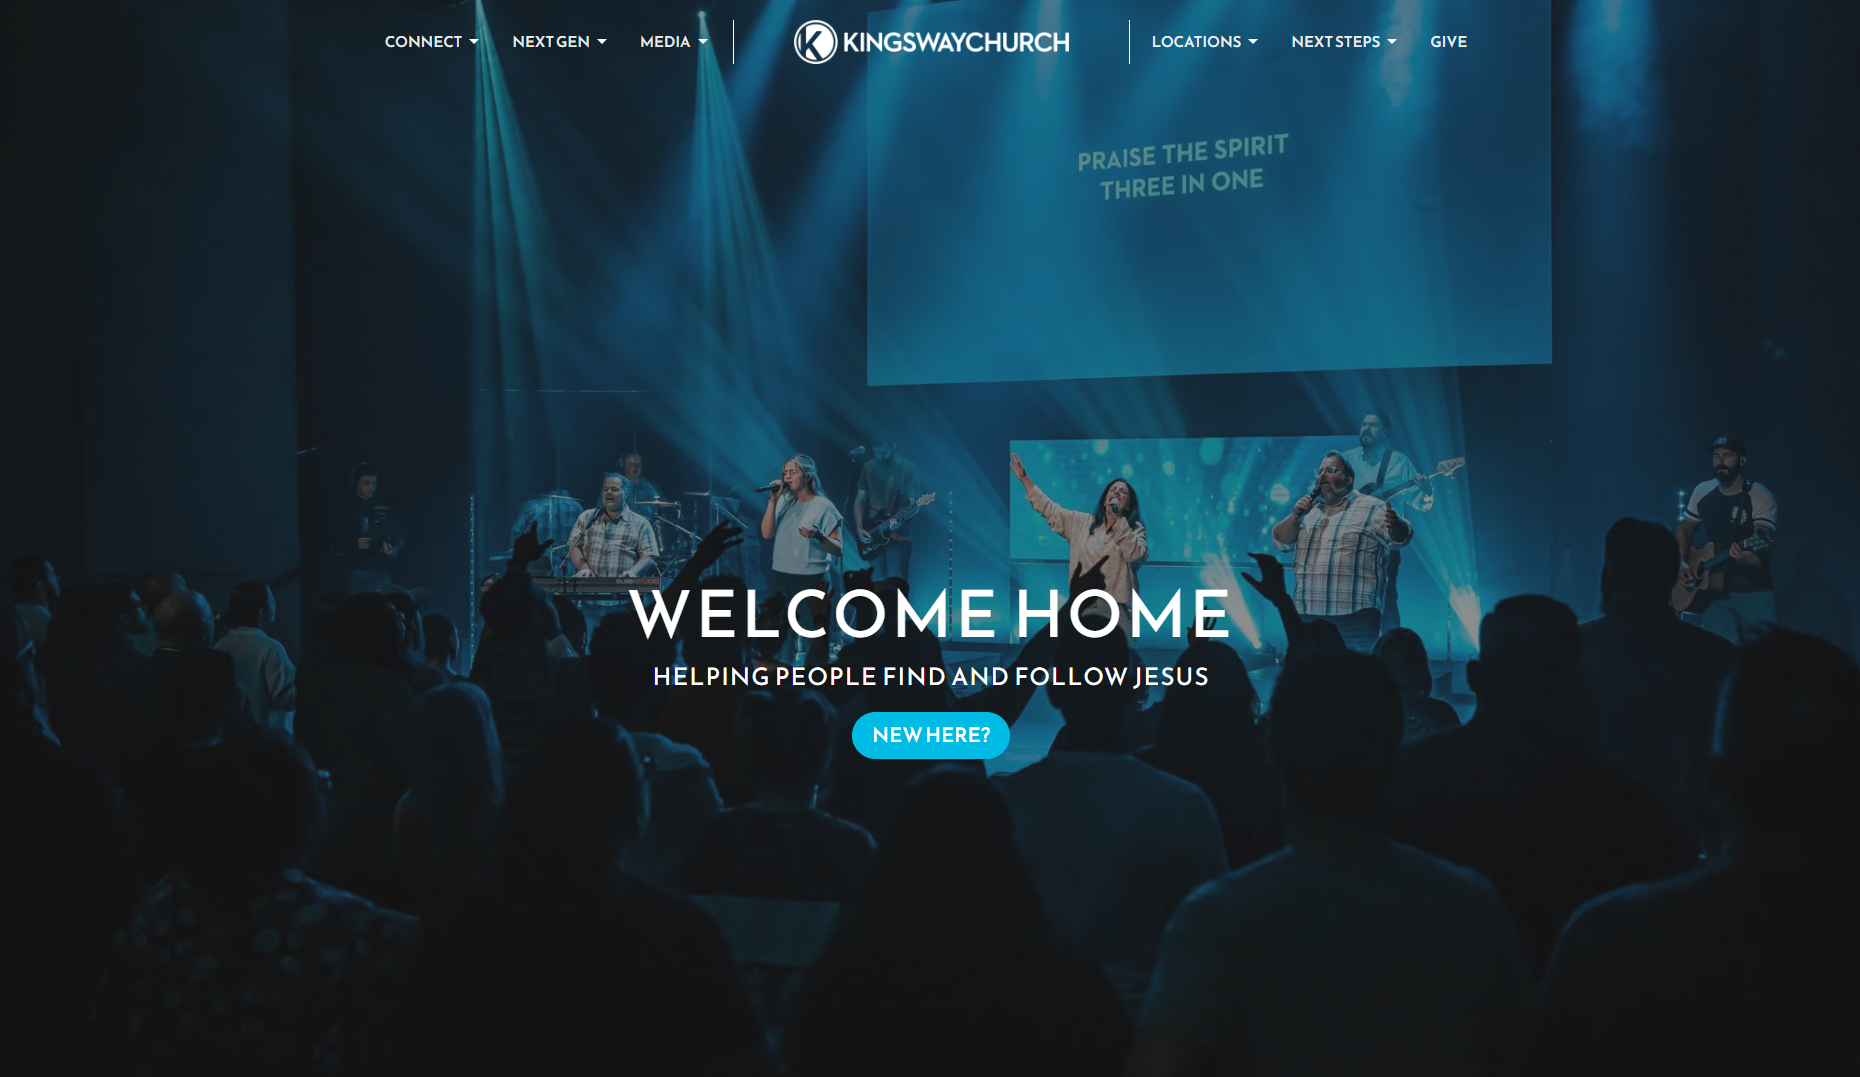 CONNECT
NEXT GEN
MEDIA
KINGSWAYCHURCH
LOCATIONS
NEXT STEPS
GIVE
PRAISE THE SPIRIT
THREE IN ONE
WELCOME HOME
HELPING PEOPLE FIND AND FOLLOW JESUS
NEW HERE?